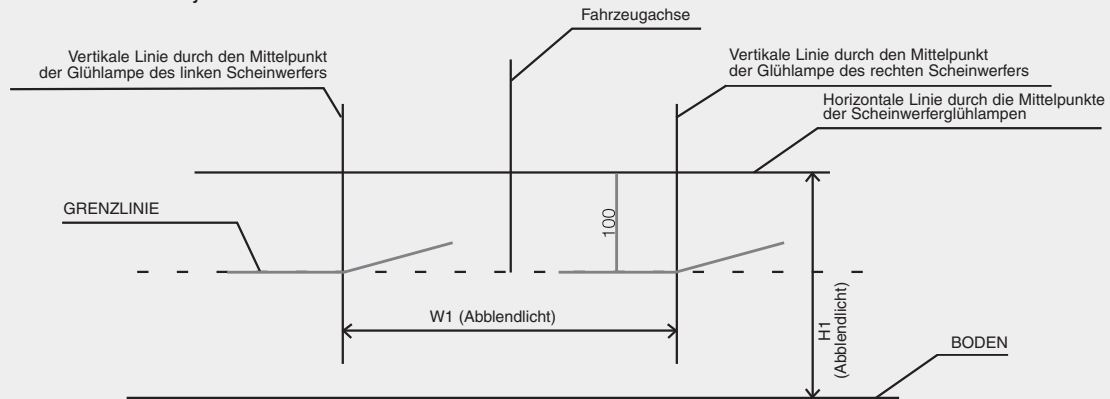 Fahrzeugachse
Vertikale Linie durch den Mittelpunkt
der Glühlampe des linken Scheinwerfers
Vertikale Linie durch den Mittpunkt
der Glühlampe des rechten Scheinwerfers
Horizontale Linie durch die Mittelpunkte
der Scheinwerferglühlampen
GRENZLINIE
100
W1 (Abblendlicht)
H1
(Abblendlicht)
BODEN